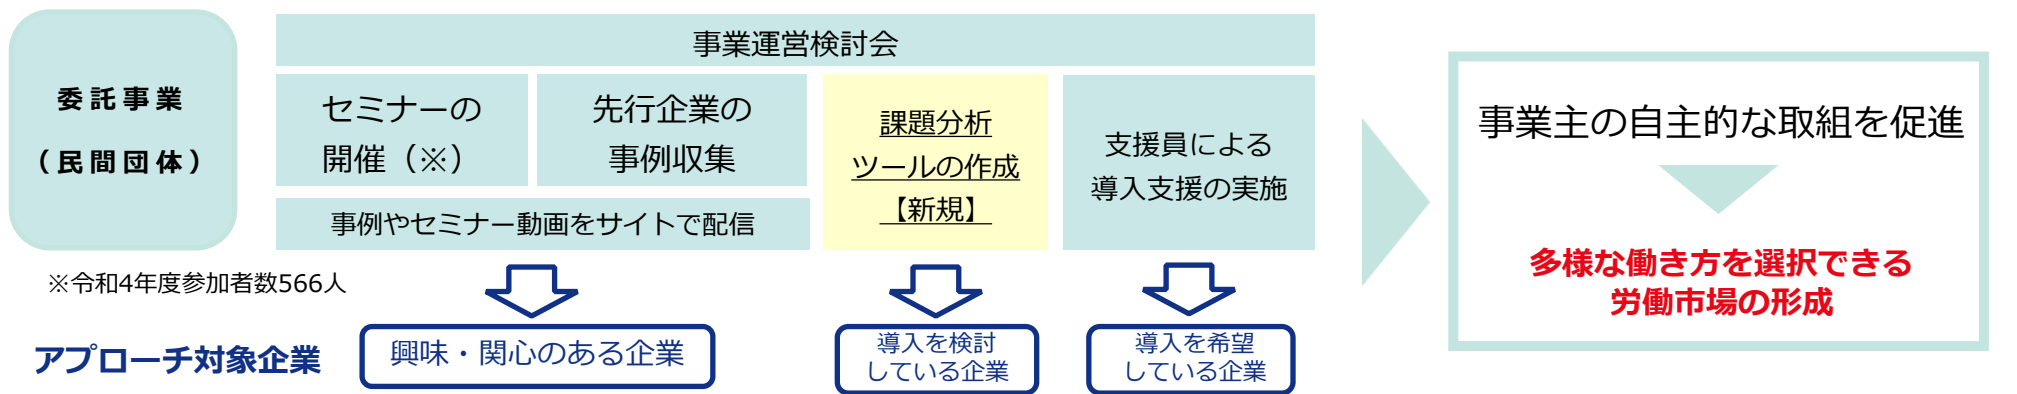 委託事業
（民間団体）
事業運営検討会
セミナーの
開催（※）
先行企業の
事例収集
事例やセミナー動画をサイトで配信
課題分析
ツールの作成
【新規】
支援員による
導入支援の実施
※令和4年度参加者数566人
アプローチ対象企業
興味・関心のある企業
導入を検討
している企業
導入を希望
している企業
事業主の自主的な取組を促進
多様な働き方を選択できる
労働市場の形成